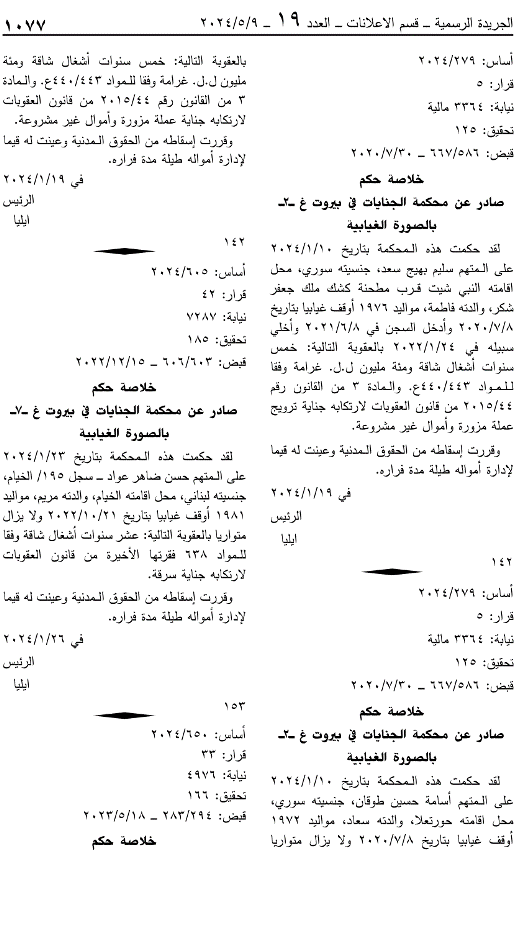 الجريدة الرسمية ــ قسم الاعلانات ــ العدد ١٩ ــ ٢٠٢٤/٥/٩
١٠٧٧
أساس: ٢٠٢٤/٢٧٩
قرار: ٥
نيابة: ٣٣٦٤ مالية
تحقيق: ١٢٥
قبض: ٦٦٧/٥٨٦ ــ ٢٠٢٠/٧/٣٠
خلاصة حكم
صادر عن محكمة الجنايات في بيروت غ ــ٢ــ
بالصورة الغيابية
لقد حكمت هذه المحكمة بتاريخ ٢٠٢٤/١/١٠
على المتهم سليم بهيج سعد، جنسيته سوري، محل
اقامته النبي شيت قرب مطحنة كشك ملك جعفر
شكر، والدته فاطمة، مواليد ١٩٧٦ أوقف غيابيا بتاريخ
٢٠٢٠/٧/٨ وأدخل السجن في ٢٠٢١/٦/٨ وأخلي
سبيله في ٢٠٢٢/١/٢٤ بالعقوبة التالية: خمس
سنوات أشغال شاقة ومئة مليون ل.ل. غرامة وفقا
للمواد ٤٤٠/٤٤٣ع. والمادة ٣ من القانون رقم
٢٠١٥/٤٤ من قانون العقوبات لارتكابه جناية ترويج
عملة مزورة وأموال غير مشروعة.
وقررت إسقاطه من الحقوق المدنية وعينت له قيما
لإدارة أمواله طيلة مدة فراره.
في ٢٠٢٤/١/١٩
الرئيس
ايليا
١٤٢
أساس: ٢٠٢٤/٢٧٩
قرار: ٥
نيابة: ٣٣٦٤ مالية
تحقيق: ١٢٥
قبض: ٦٦٧/٥٨٦ ــ ٢٠٢٠/٧/٣٠
خلاصة حكم
صادر عن محكمة الجنايات في بيروت غ ــ٢ــ
بالصورة الغيابية
لقد حكمت هذه المحكمة بتاريخ ٢٠٢٤/١/١٠
على المتهم أسامة حسين طوقان، جنسيته سوري،
محل اقامته حورتعلا، والدته سعاد، مواليد ١٩٧٢
أوقف غيابيا بتاريخ ٢٠٢٠/٧/٨ ولا يزال متواريا
بالعقوبة التالية: خمس سنوات أشغال شاقة ومئة
مليون ل.ل. غرامة وفقا للمواد ٤٤٠/٤٤٣ع. والمادة
٣ من القانون رقم ٢٠١٥/٤٤ من قانون العقوبات
لارتكابه جناية عملة مزورة وأموال غير مشروعة.
وقررت إسقاطه من الحقوق المدنية وعينت له قيما
لإدارة أمواله طيلة مدة فراره.
في ٢٠٢٤/١/١٩
الرئيس
ايليا
١٤٢
أساس: ٢٠٢٤/٦٠٥
قرار: ٤٢
نيابة: ٧٢٨٧
تحقيق: ١٨٥
قبض: ٦٠٦/٦٠٣ ــ ٢٠٢٢/١٢/١٥
خلاصة حكم
صادر عن محكمة الجنايات في بيروت غ ــ٧ــ
بالصورة الغيابية
لقد حكمت هذه المحكمة بتاريخ ٢٠٢٤/١/٢٣
على المتهم حسن ضاهر عواد ــ سجل ١٩٥/ الخيام،
جنسيته لبناني، محل اقامته الخيام، والدته مريم، مواليد
١٩٨١ أوقف غيابيا بتاريخ ٢٠٢٢/١٠/٢١ ولا يزال
متواريا بالعقوبة التالية: عشر سنوات أشغال شاقة وفقا
للمواد ٦٣٨ فقرتها الأخيرة من قانون العقوبات
لارتكابه جناية سرقة.
وقررت إسقاطه من الحقوق المدنية وعينت له قيما
لإدارة أمواله طيلة مدة فراره.
في ٢٠٢٤/١/٢٦
الرئيس
ايليا
١٥٣
أساس: ٢٠٢٤/٦٥٠
قرار: ٣٣
نيابة: ٤٩٧٦
تحقيق: ١٦٦
قبض: ٢٨٣/٢٩٤ ــ ٢٠٢٣/٥/١٨
خلاصة حكم